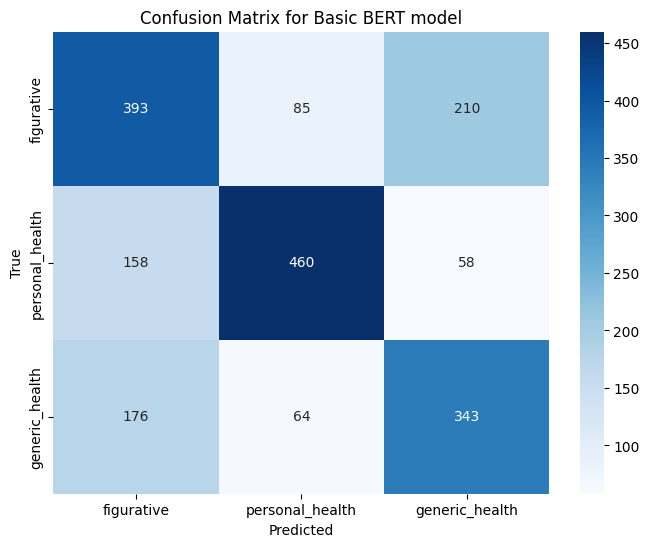 Confusion Matrix for Basic BERT model
True
figurative
personal_health
generic_health
393 85 210
158 460 58
176 64 343
figurative personal_health generic_health
Predicted
450
400
350
300
250
200
150
100